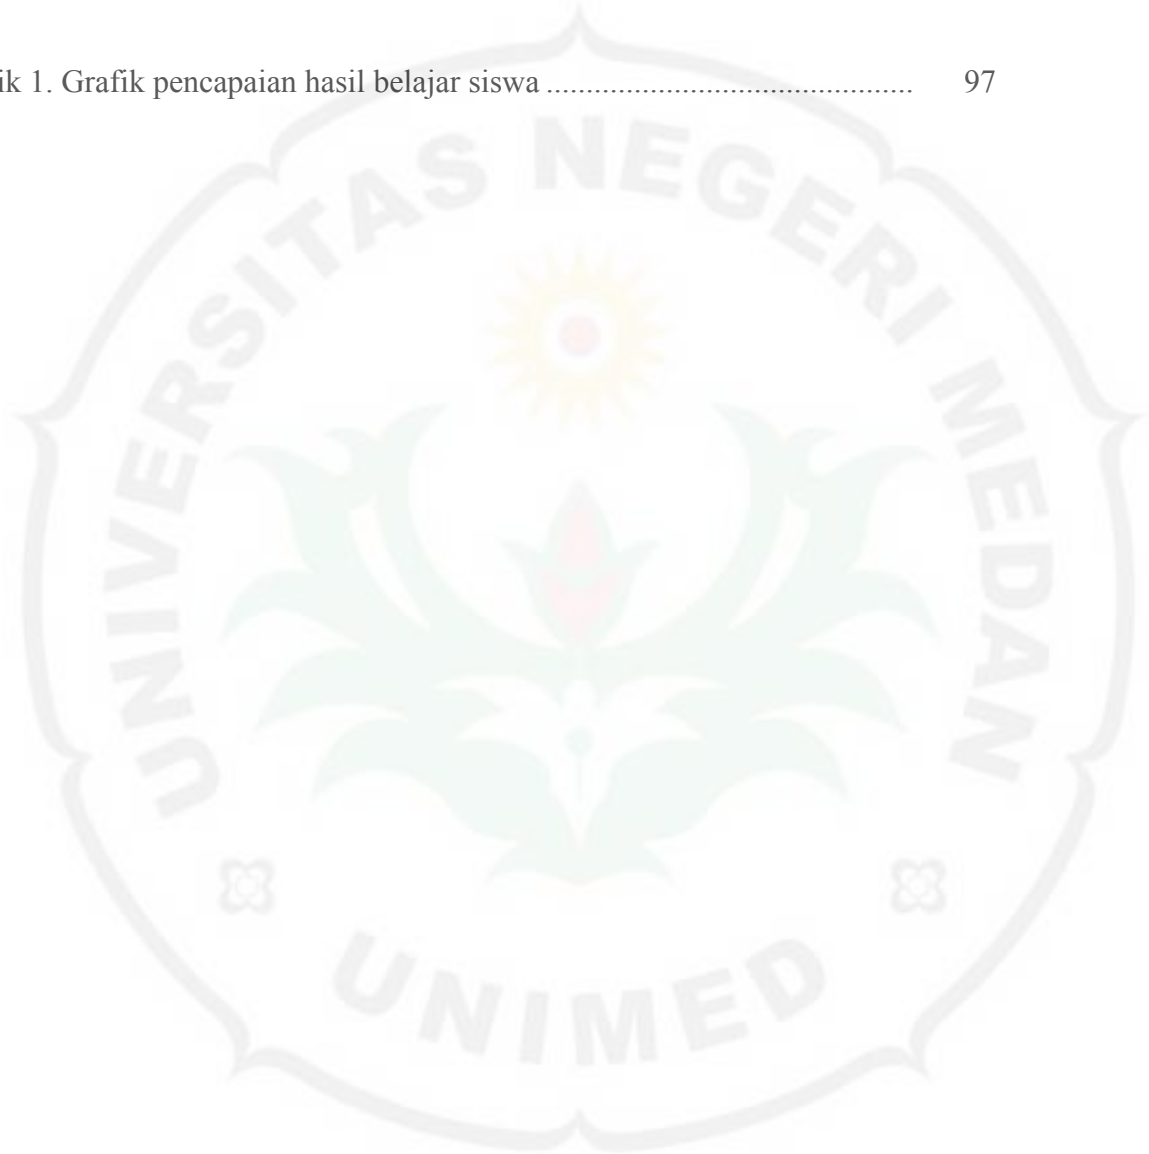 ik 1. Grafik pencapaian hasil belajar siswa .............................................. 97
UNIVERSITAS NEGERI MEDAN
UNIMED